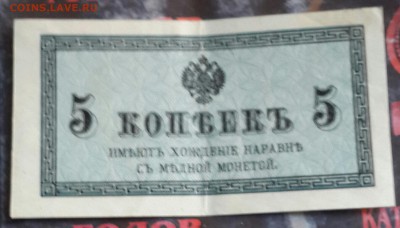 COINS.LAVE.RU
5 КОПѢЕКЪ 5
ИМѢЮТЪ ХОЖДЕНІЕ НАРАВНѢ
СЪ МѢДНОЙ МОНЕТОЙ.